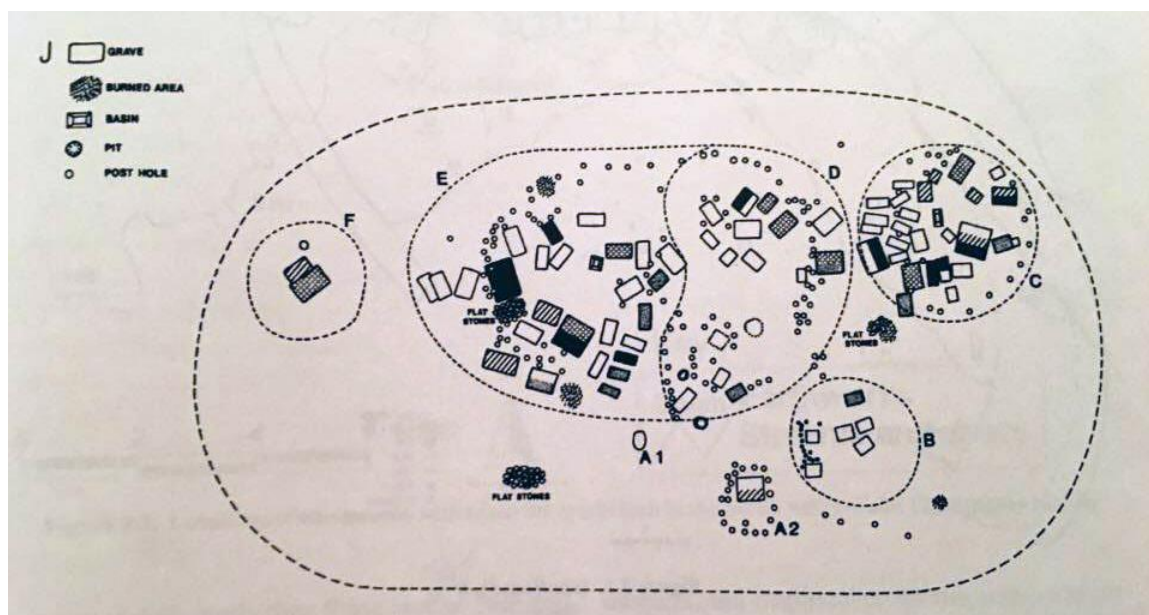 J
GRAVE
BURNED AREA
BASIN
PIT
POST HOLE
E
D
F
C
FLAT
STONES
FLAT
STONES
B
A1
FLAT STONES
A2